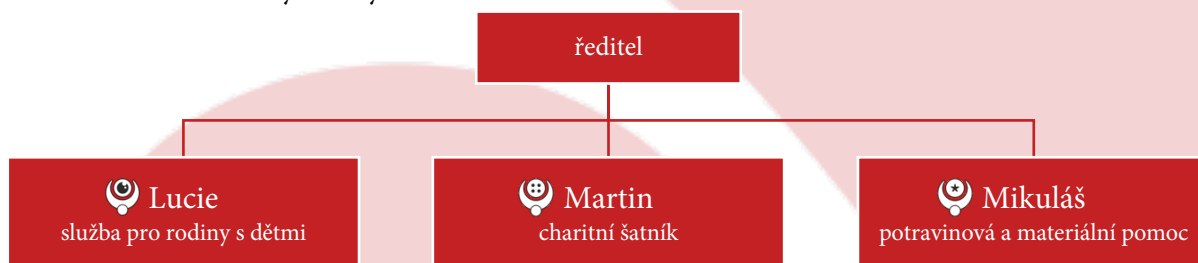 ředitel
Lucie
služba pro rodiny s dětmi
Martin
charitní šatník
Mikuláš
potravinová a materiální pomoc